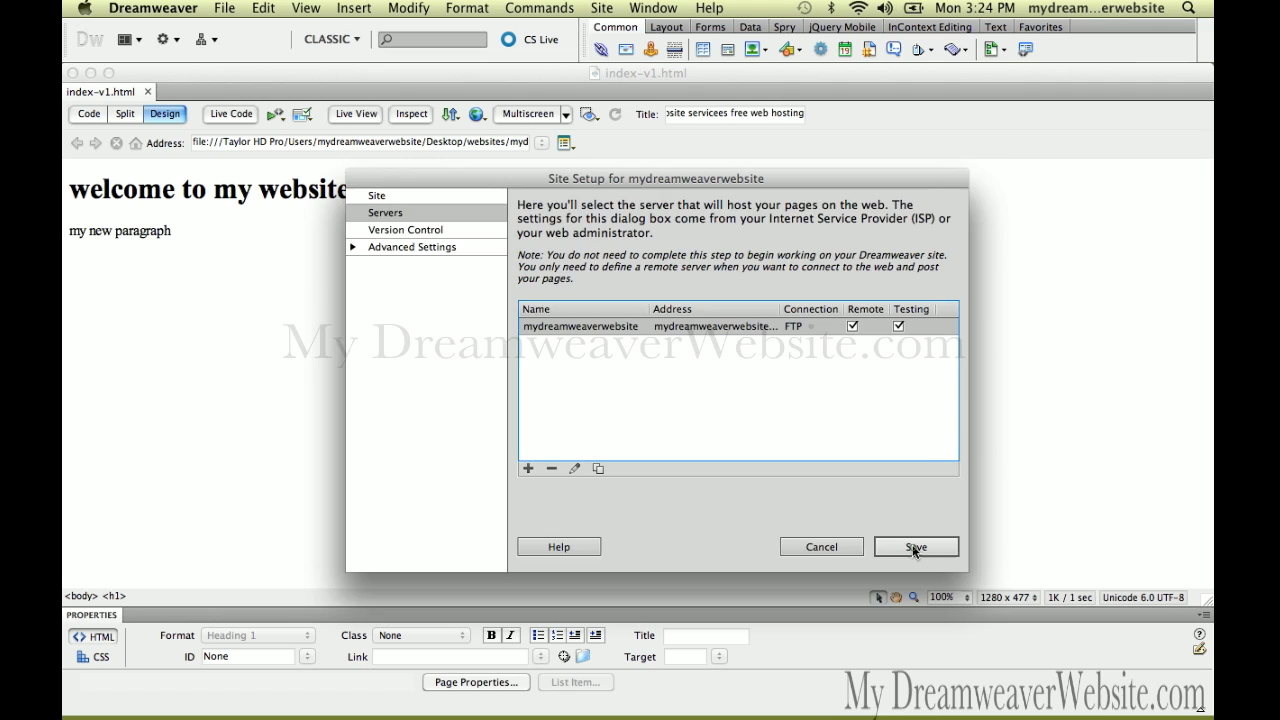 Dreamweaver File Edit View Insert Modify Format Commands Site Window Help Mon 3:24 PM mydream...erwebsite
Dw CLASSIC CS Live
Common Layout Forms Data Spry jQuery Mobile InContext Editing Text Favorites
index-v1.html
index-v1.html
Code Split Design Live Code Live View Inspect Multiscreen Title: site servicees free web hosting
Address: file:///Taylor HD Pro/Users/mydreamweaverwebsite/Desktop/websites/myd
welcome to my website
my new paragraph
Site Setup for mydreamweaverwebsite
Site
Servers
Version Control
Advanced Settings
Here you'll select the server that will host your pages on the web. The
settings for this dialog box come from your Internet Service Provider (ISP) or
your web administrator.
Note: You do not need to complete this step to begin working on your Dreamweaver site.
You only need to define a remote server when you want to connect to the web and post
your pages.
Name Address Connection Remote Testing
mydreamweaverwebsite mydreamweaverwebsite... FTP
My DreamweaverWebsite.com
Help Cancel Save
<body> <h1> 100% 1280 x 477 1K / 1 sec Unicode 6.0 UTF-8
PROPERTIES
<> HTML Format Heading 1 Class None B I Title
CSS ID None Link Target
Page Properties... List Item...
My DreamweaverWebsite.com